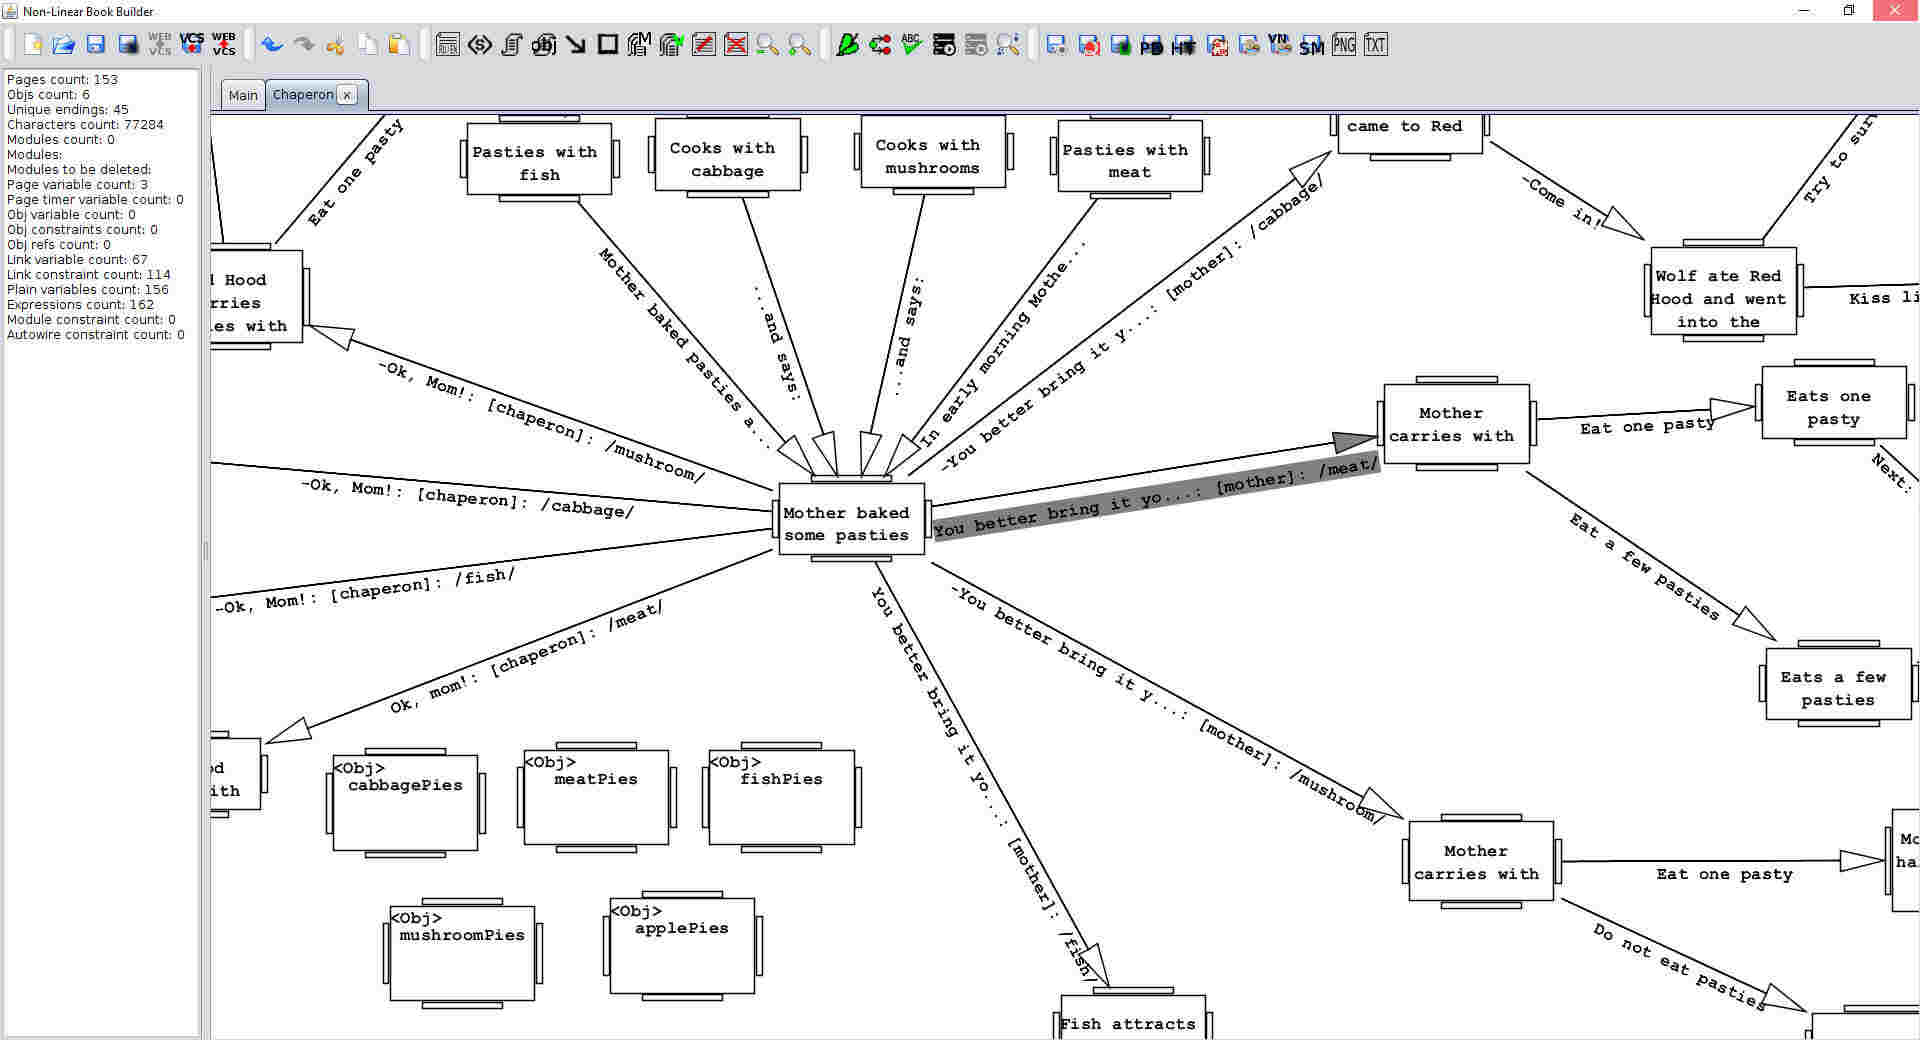 Non-Linear Book Builder
WEB VCS
VCS
WEB VCS
obj
M
ABC
PD
HT
VN
SM
PNG
TXT
Pages count: 153
Objs count: 6
Unique endings: 45
Characters count: 77284
Modules count: 0
Modules:
Modules to be deleted:
Page variable count: 3
Page timer variable count: 0
Obj variable count: 0
Obj constraints count: 0
Obj refs count: 0
Link variable count: 67
Link constraint count: 114
Plain variables count: 156
Expressions count: 162
Module constraint count: 0
Autowire constraint count: 0
Main
Chaperon
Eat one pasty
Pasties with
fish
Cooks with
cabbage
Cooks with
mushrooms
Pasties with
meat
came to Red
-Come in!
Try to sur
Hood
rries
es with
Mother baked pasties a...
...and says:
...and says:
In early morning Mothe...
-You better bring it y...: [mother]: /cabbage/
Wolf ate Red
Hood and went
into the
Kiss li
-Ok, Mom!: [chaperon]: /mushroom/
-Ok, Mom!: [chaperon]: /cabbage/
-Ok, Mom!: [chaperon]: /fish/
Ok, mom!: [chaperon]: /meat/
Mother baked
some pasties
You better bring it yo...: [mother]: /meat/
Mother
carries with
Eat one pasty
Eats one
pasty
Next:
Eat a few pasties
Eats a few
pasties
-You better bring it y...: [mother]: /mushroom/
You better bring it yo...: [mother]: /fish/
od
ith
<Obj>
cabbagePies
<Obj>
meatPies
<Obj>
fishPies
<Obj>
mushroomPies
<Obj>
applePies
Mother
carries with
Eat one pasty
Mo
ha
Do not eat pasties
Fish attracts